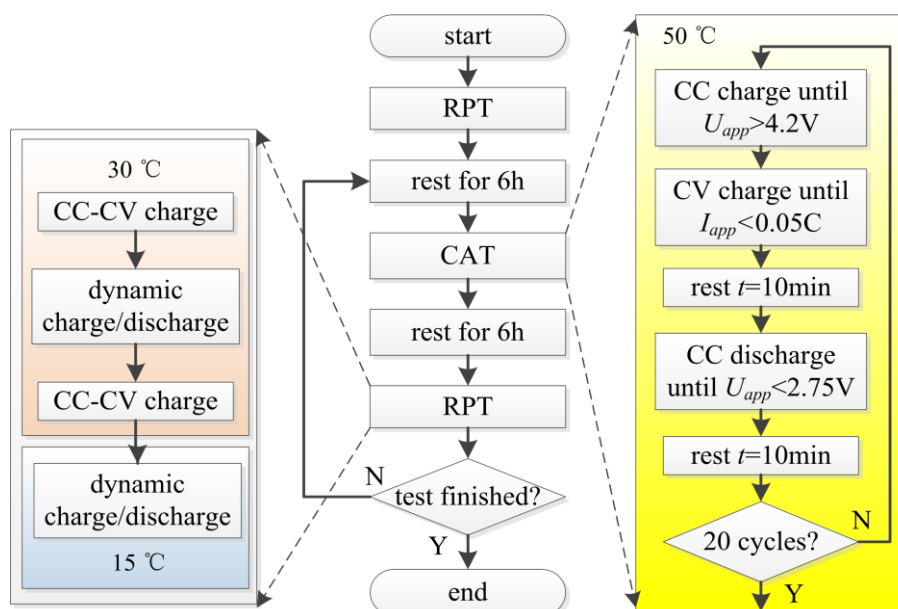 start
RPT
rest for 6h
CAT
rest for 6h
RPT
test finished?
N
Y
end
30 ℃
CC-CV charge
dynamic
charge/discharge
CC-CV charge
dynamic
charge/discharge
15 ℃
50 ℃
CC charge until
Uapp>4.2V
CV charge until
Iapp<0.05C
rest t=10min
CC discharge
until Uapp<2.75V
rest t=10min
20 cycles?
N
Y